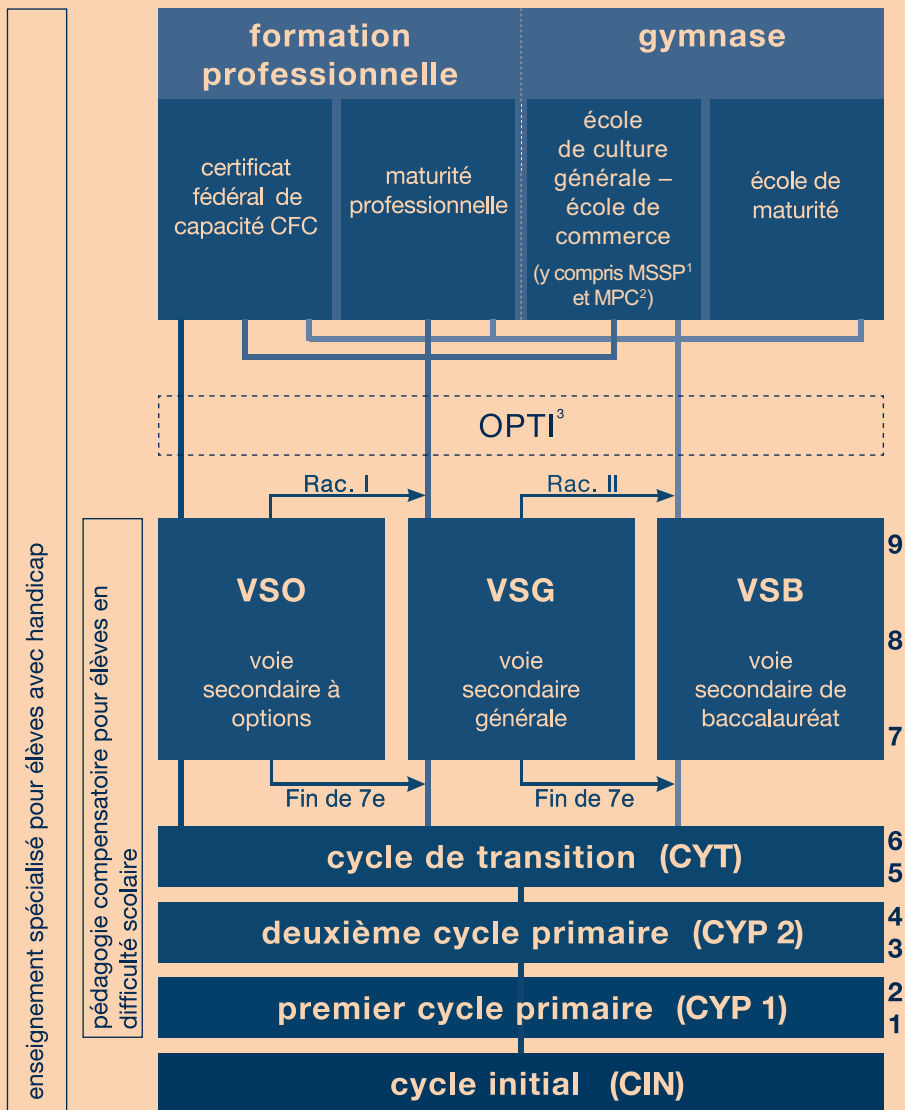 formation
professionnelle
gymnase
certificat
fédéral de
capacité CFC
maturité
professionnelle
école
de culture
générale –
école de
commerce
(y compris MSSP¹
et MPC²)
école de
maturité
OPTI³
Rac. I
Rac. II
VSO
voie
secondaire à
options
VSG
voie
secondaire
générale
VSB
voie
secondaire de
baccalauréat
9
8
7
Fin de 7e
Fin de 7e
cycle de transition (CYT)
6
5
deuxième cycle primaire (CYP 2)
4
3
premier cycle primaire (CYP 1)
2
1
cycle initial (CIN)
enseignement spécialisé pour élèves avec handicap
pédagogie compensatoire pour élèves en
difficulté scolaire